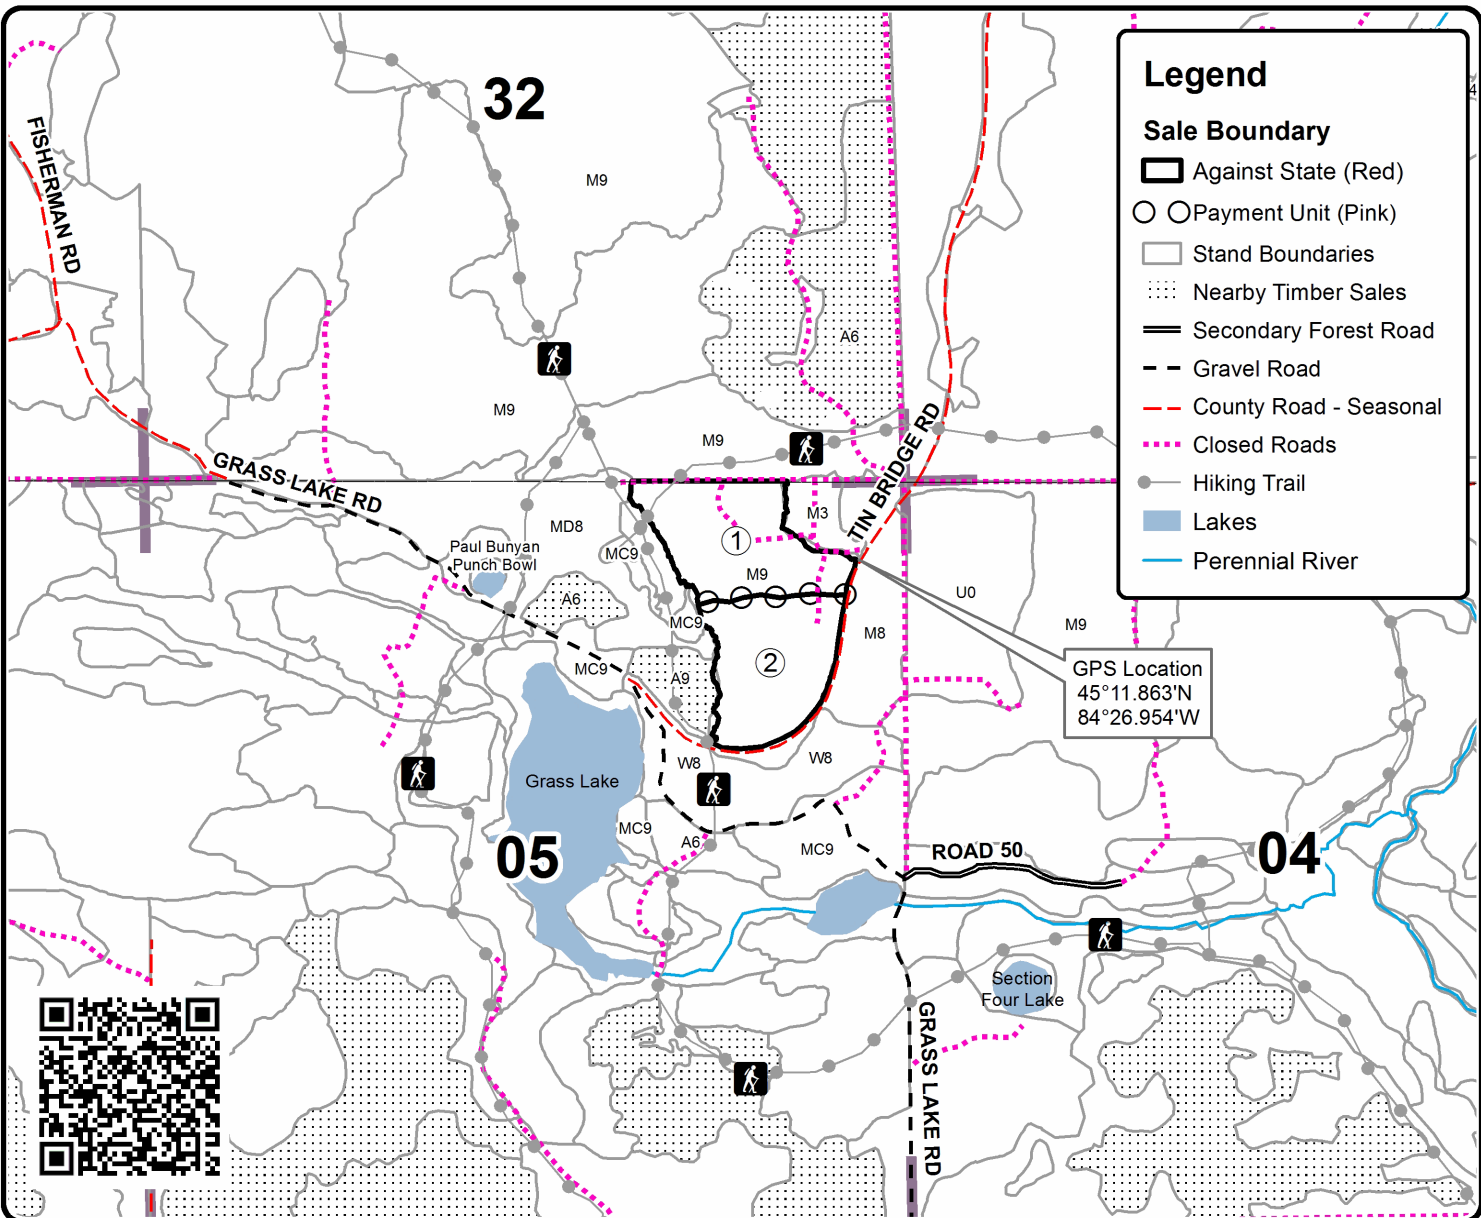 32
FISHERMAN RD
M9
A6
M9
M9
GRASS LAKE RD
TIN BRIDGE RD
Legend
Sale Boundary
Against State (Red)
Payment Unit (Pink)
Stand Boundaries
Nearby Timber Sales
Secondary Forest Road
Gravel Road
County Road - Seasonal
Closed Roads
Hiking Trail
Lakes
Perennial River
4
M3
MD8
1
MC9
Paul Bunyan
Punch Bowl
M9
A6
U0
MC9
M8
M9
2
MC9
A9
GPS Location
45°11.863'N
84°26.954'W
W8
W8
Grass Lake
MC9
A6
MC9
05
ROAD 50
04
Section
Four Lake
GRASS LAKE RD